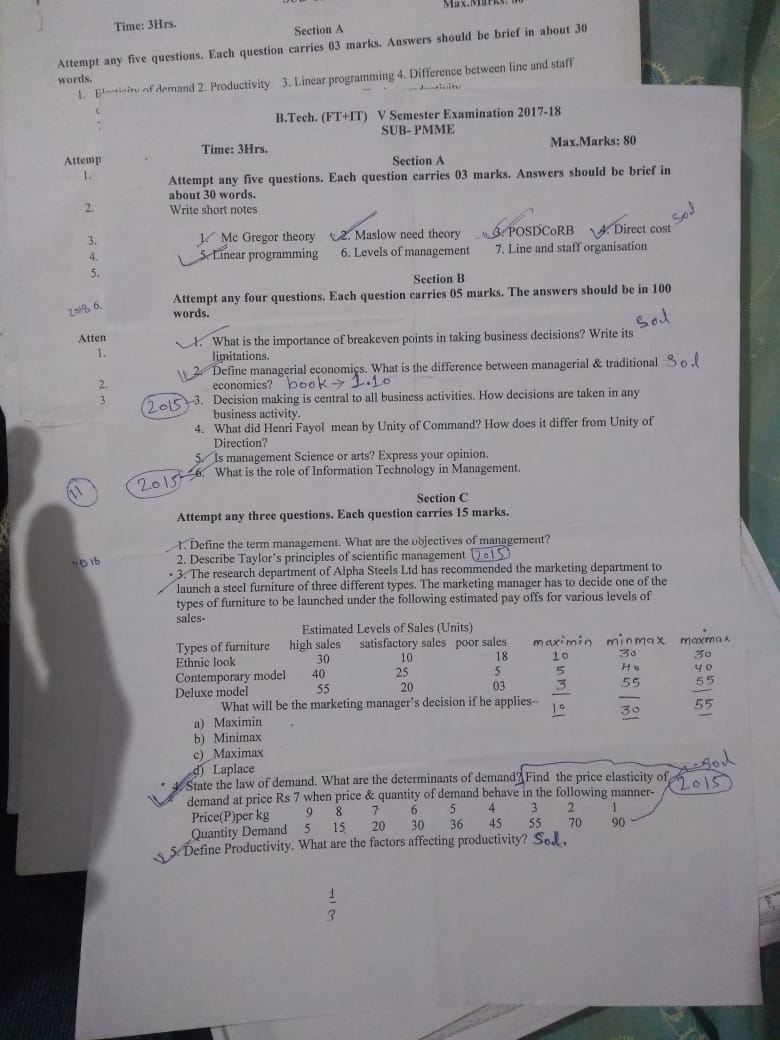 Max.Marks: 80
Time: 3Hrs.
Section A
Attempt any five questions. Each question carries 03 marks. Answers should be brief in about 30
words.
1. Elasticity of demand 2. Productivity 3. Linear programming 4. Difference between line and staff
Attemp
1.
2.
3.
4.
5.
2018 6.
Atten
1.
2.
3
11
2016
B.Tech. (FT+IT) V Semester Examination 2017-18
SUB- PMME
Time: 3Hrs. Max.Marks: 80
Section A
Attempt any five questions. Each question carries 03 marks. Answers should be brief in
about 30 words.
Write short notes
1. Mc Gregor theory 2. Maslow need theory 3. POSDCoRB 4. Direct cost Sol
5. Linear programming 6. Levels of management 7. Line and staff organisation
Section B
Attempt any four questions. Each question carries 05 marks. The answers should be in 100
words.
1. What is the importance of breakeven points in taking business decisions? Write its Sol
limitations.
2. Define managerial economics. What is the difference between managerial & traditional Sol
economics? book → 1.10
2015 3. Decision making is central to all business activities. How decisions are taken in any
business activity.
4. What did Henri Fayol mean by Unity of Command? How does it differ from Unity of
Direction?
5. Is management Science or arts? Express your opinion.
2015 6. What is the role of Information Technology in Management.
Section C
Attempt any three questions. Each question carries 15 marks.
1. Define the term management. What are the objectives of management?
2. Describe Taylor's principles of scientific management 2015
3. The research department of Alpha Steels Ltd has recommended the marketing department to
launch a steel furniture of three different types. The marketing manager has to decide one of the
types of furniture to be launched under the following estimated pay offs for various levels of
sales-
Estimated Levels of Sales (Units)
Types of furniture high sales satisfactory sales poor sales maximin minmax maxmax
Ethnic look 30 10 18 10 30 30
Contemporary model 40 25 5 5 40 40
Deluxe model 55 20 03 3 55 55
What will be the marketing manager's decision if he applies- 10 30 55
a) Maximin
b) Minimax
c) Maximax
d) Laplace
4. State the law of demand. What are the determinants of demand? Find the price elasticity of Sol
demand at price Rs 7 when price & quantity of demand behave in the following manner- 2015
Price(P)per kg 9 8 7 6 5 4 3 2 1
Quantity Demand 5 15 20 30 36 45 55 70 90
5. Define Productivity. What are the factors affecting productivity? Sol.
1
3